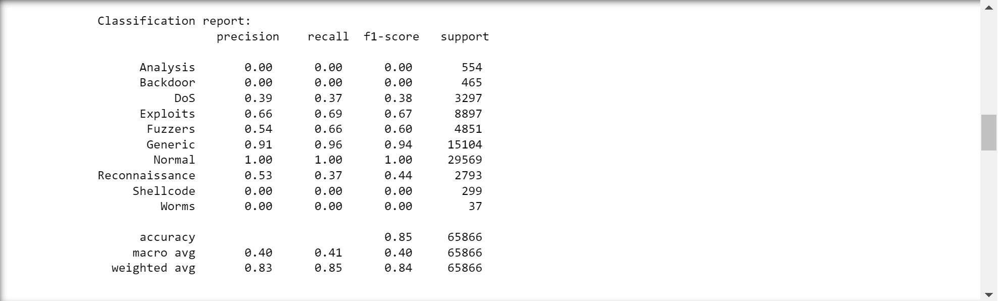 Classification report:
precision recall f1-score support
Analysis 0.00 0.00 0.00 554
Backdoor 0.00 0.00 0.00 465
DoS 0.39 0.37 0.38 3297
Exploits 0.66 0.69 0.67 8897
Fuzzers 0.54 0.66 0.60 4851
Generic 0.91 0.96 0.94 15104
Normal 1.00 1.00 1.00 29569
Reconnaissance 0.53 0.37 0.44 2793
Shellcode 0.00 0.00 0.00 299
Worms 0.00 0.00 0.00 37
accuracy 0.85 65866
macro avg 0.40 0.41 0.40 65866
weighted avg 0.83 0.85 0.84 65866